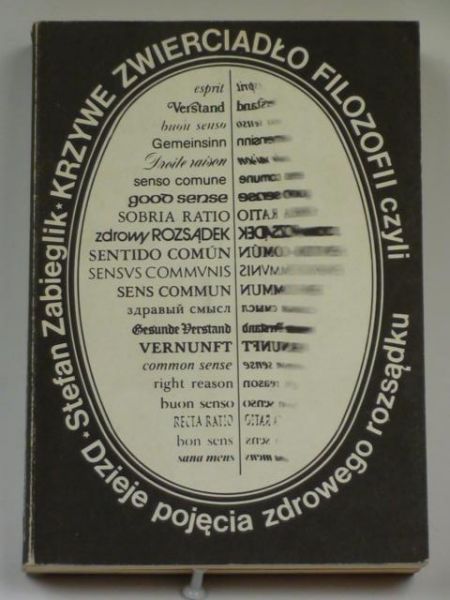 Stefan Zabieglik * KRZYWE ZWIERCIADŁO FILOZOFII czyli
* Dzieje pojęcia zdrowego rozsądku
esprit
Verstand
buon senso
Gemeinsinn
Droite raison
senso comune
good sense
SOBRIA RATIO
zdrowy ROZSĄDEK
SENTIDO COMÚN
SENSVS COMMVNIS
SENS COMMUN
здравый смысл
Gesunde Verstand
VERNUNFT
common sense
right reason
buon senso
RECTA RATIO
bon sens
sana mens